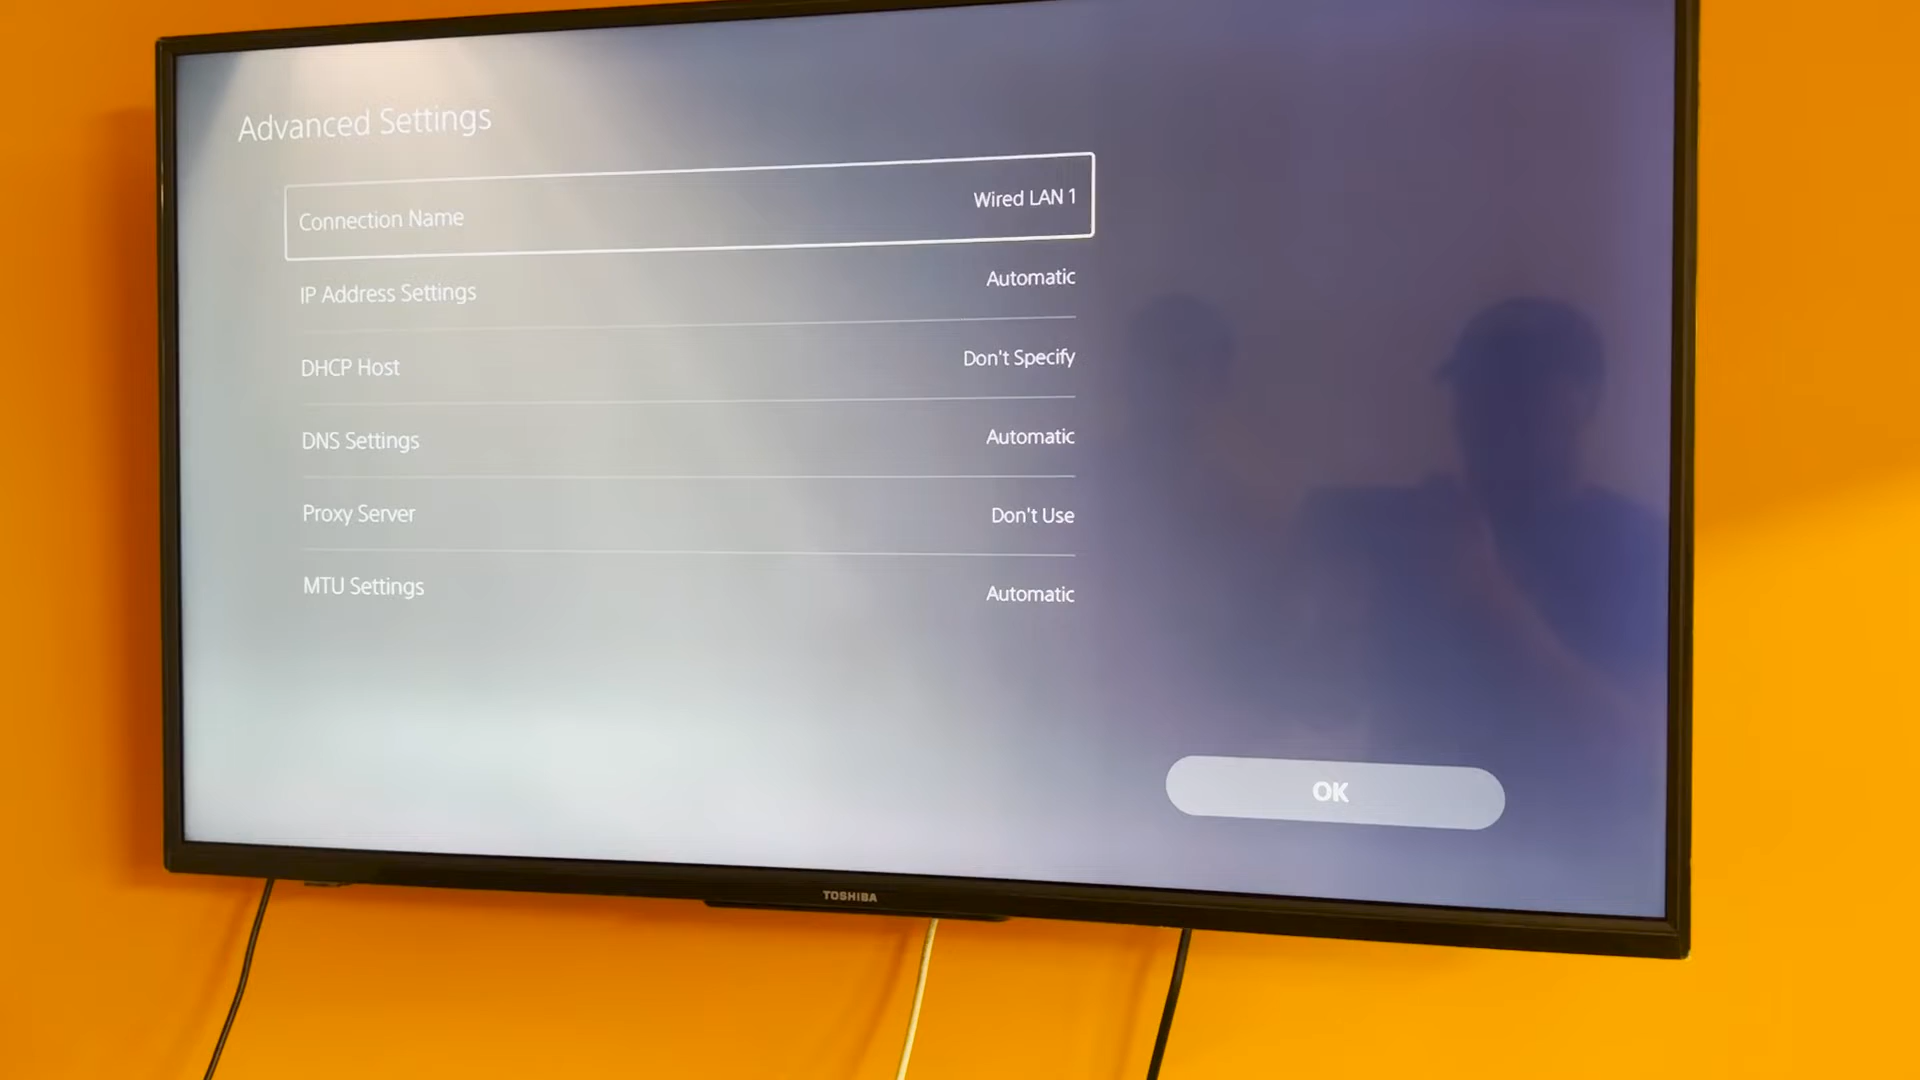 Advanced Settings
Connection Name Wired LAN 1
IP Address Settings Automatic
DHCP Host Don't Specify
DNS Settings Automatic
Proxy Server Don't Use
MTU Settings Automatic
OK
TOSHIBA